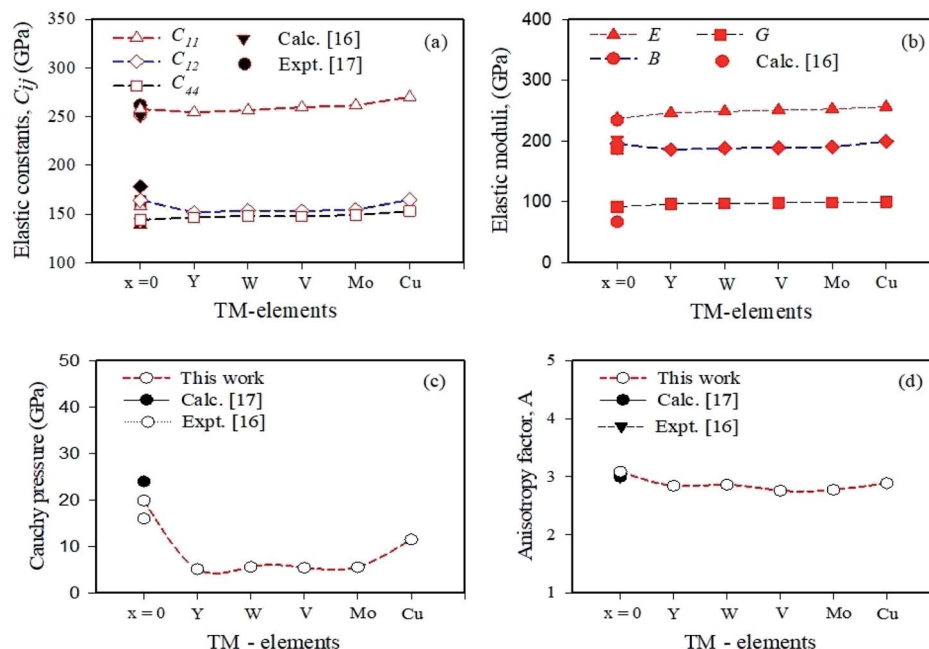 (a)
C11 Calc. [16]
C12 Expt. [17]
C44
400
350
300
250
200
150
100
Elastic constants, Cij (GPa)
x =0 Y W V Mo Cu
TM-elements
(b)
E G
B Calc. [16]
400
300
200
100
0
Elastic moduli, (GPa)
x =0 Y W V Mo Cu
TM-elements
(c)
This work
Calc. [17]
Expt. [16]
50
40
30
20
10
0
Cauchy pressure (GPa)
x = 0 Y W V Mo Cu
TM - elements
(d)
This work
Calc. [17]
Expt. [16]
5
4
3
2
1
Anisotropy factor, A
x = 0 Y W V Mo Cu
TM - elements